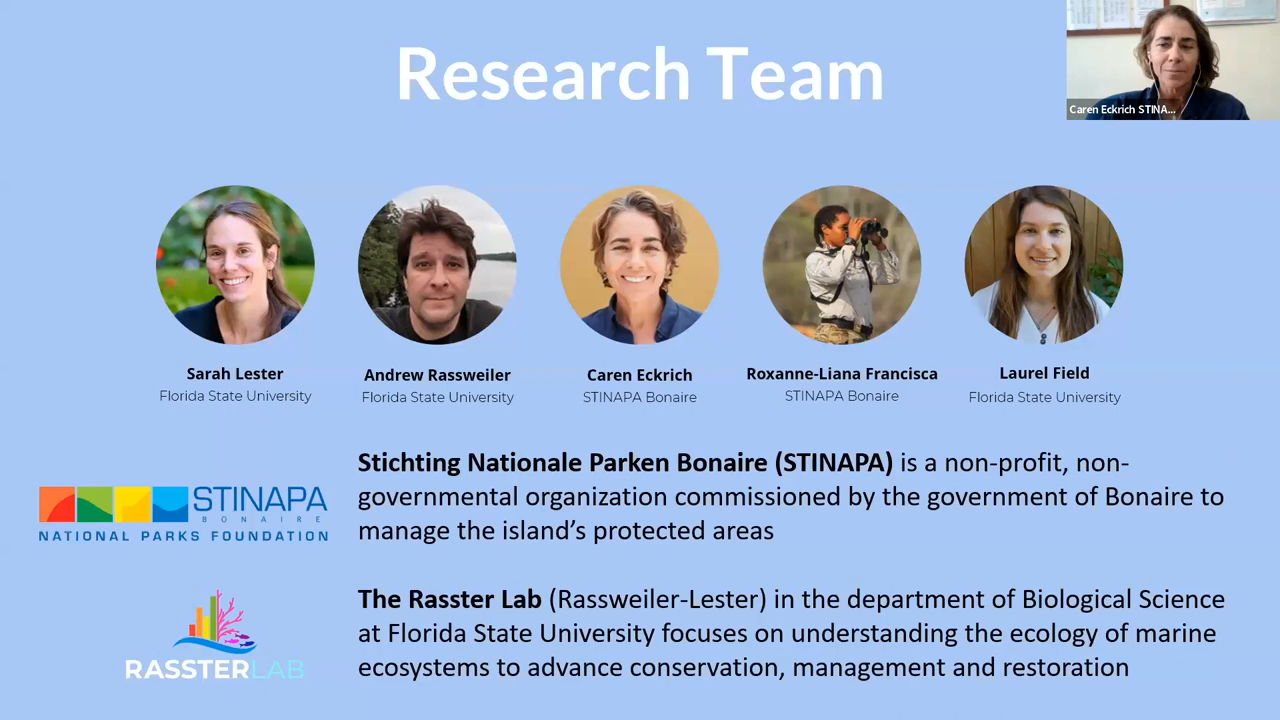 Research Team
Caren Eckrich STINA...
Sarah Lester
Florida State University
Andrew Rassweiler
Florida State University
Caren Eckrich
STINAPA Bonaire
Roxanne-Liana Francisca
STINAPA Bonaire
Laurel Field
Florida State University
STINAPA
BONAIRE
NATIONAL PARKS FOUNDATION
Stichting Nationale Parken Bonaire (STINAPA) is a non-profit, non-
governmental organization commissioned by the government of Bonaire to
manage the island’s protected areas
RASSTERLAB
The Rasster Lab (Rassweiler-Lester) in the department of Biological Science
at Florida State University focuses on understanding the ecology of marine
ecosystems to advance conservation, management and restoration